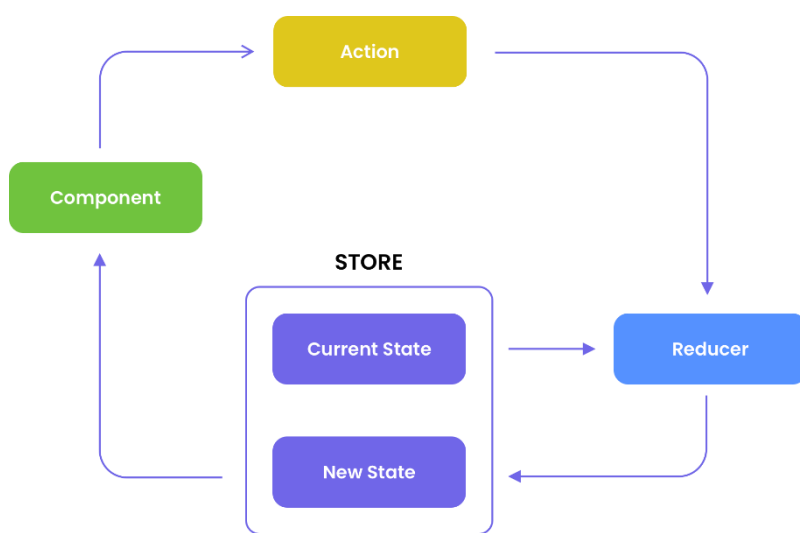 Action
Component
STORE
Current State
Reducer
New State